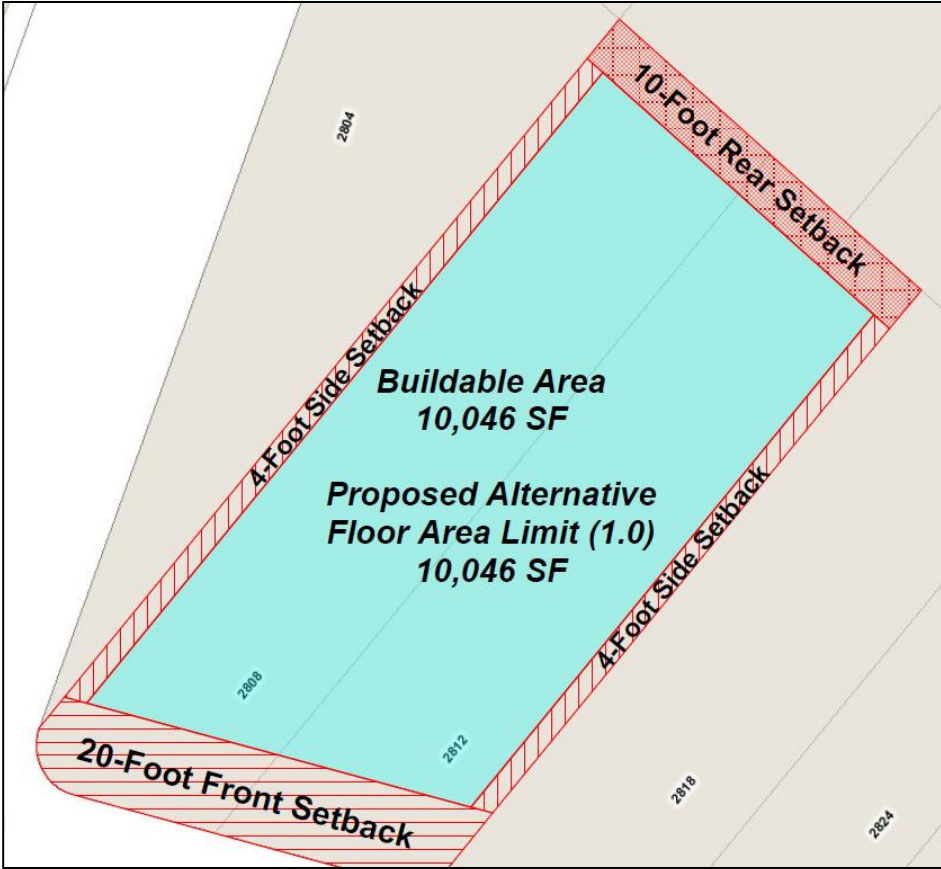 2804
10-Foot Rear Setback
4-Foot Side Setback
Buildable Area
10,046 SF
Proposed Alternative
Floor Area Limit (1.0)
10,046 SF
4-Foot Side Setback
2808
2812
20-Foot Front Setback
2818
2824